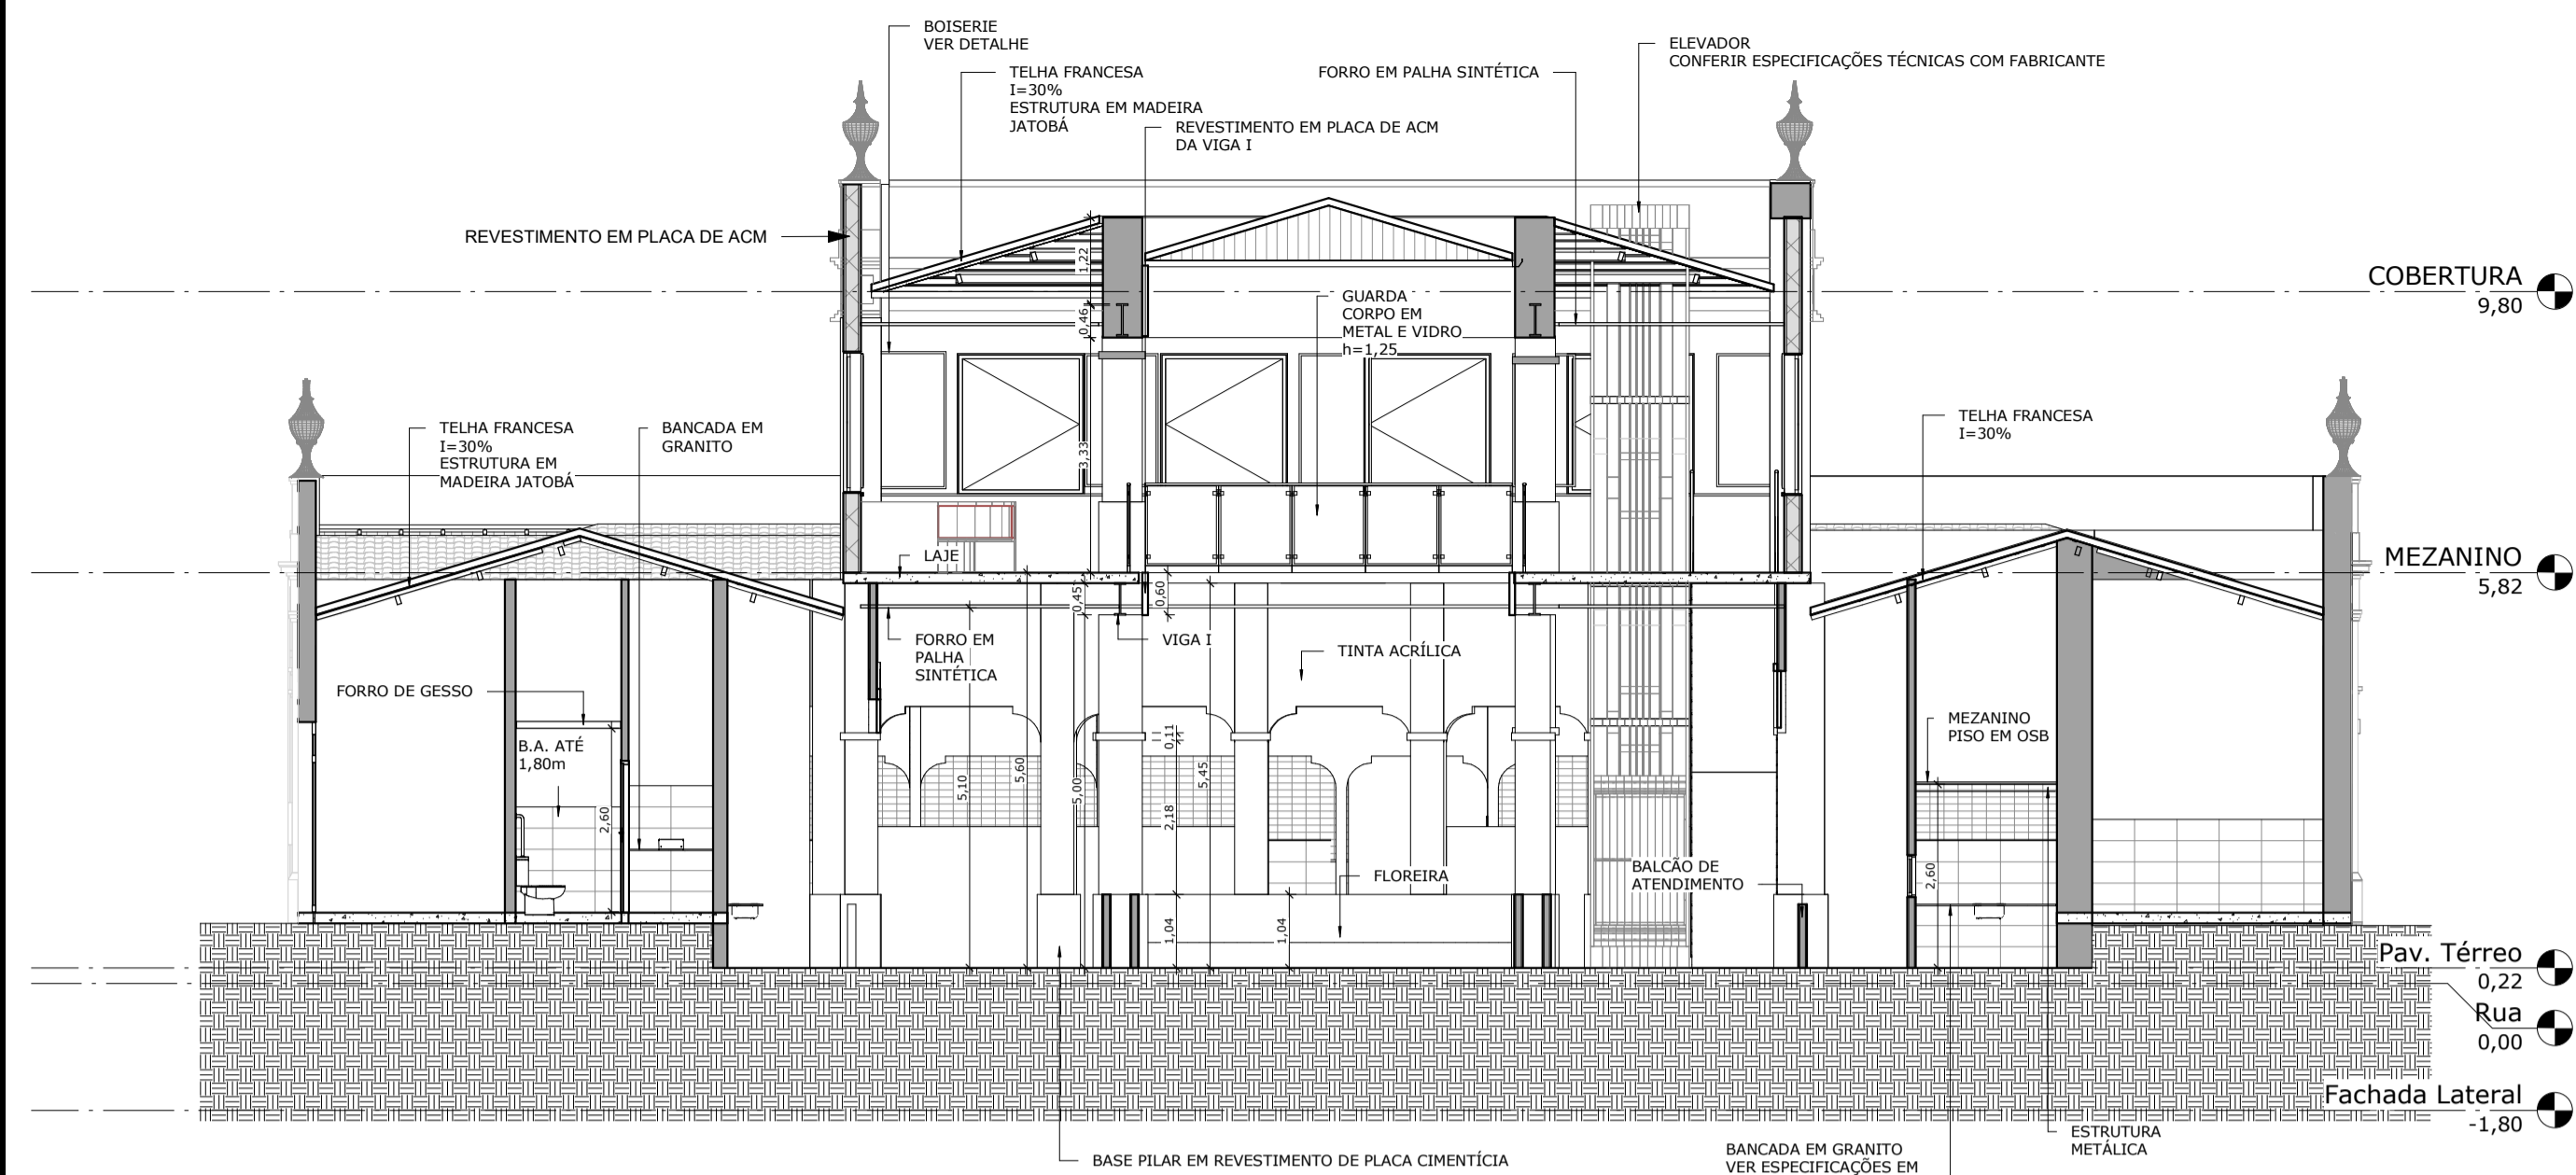 BOISERIE
VER DETALHE
ELEVADOR
CONFERIR ESPECIFICAÇÕES TÉCNICAS COM FABRICANTE
TELHA FRANCESA
I=30%
ESTRUTURA EM MADEIRA
JATOBÁ
FORRO EM PALHA SINTÉTICA
REVESTIMENTO EM PLACA DE ACM
DA VIGA I
REVESTIMENTO EM PLACA DE ACM
1,22
COBERTURA
9,80
GUARDA
CORPO EM
METAL E VIDRO
h=1,25
0,46
TELHA FRANCESA
I=30%
ESTRUTURA EM
MADEIRA JATOBÁ
BANCADA EM
GRANITO
3,33
TELHA FRANCESA
I=30%
LAJE
MEZANINO
5,82
0,45
0,60
FORRO EM
PALHA
SINTÉTICA
VIGA I
TINTA ACRÍLICA
FORRO DE GESSO
B.A. ATÉ
1,80m
0,11
MEZANINO
PISO EM OSB
5,10
5,60
5,00
5,45
2,18
2,60
BALCÃO DE
ATENDIMENTO
FLOREIRA
2,60
1,04
1,04
Pav. Térreo
0,22
Rua
0,00
Fachada Lateral
-1,80
ESTRUTURA
METÁLICA
BASE PILAR EM REVESTIMENTO DE PLACA CIMENTÍCIA
BANCADA EM GRANITO
VER ESPECIFICAÇÕES EM